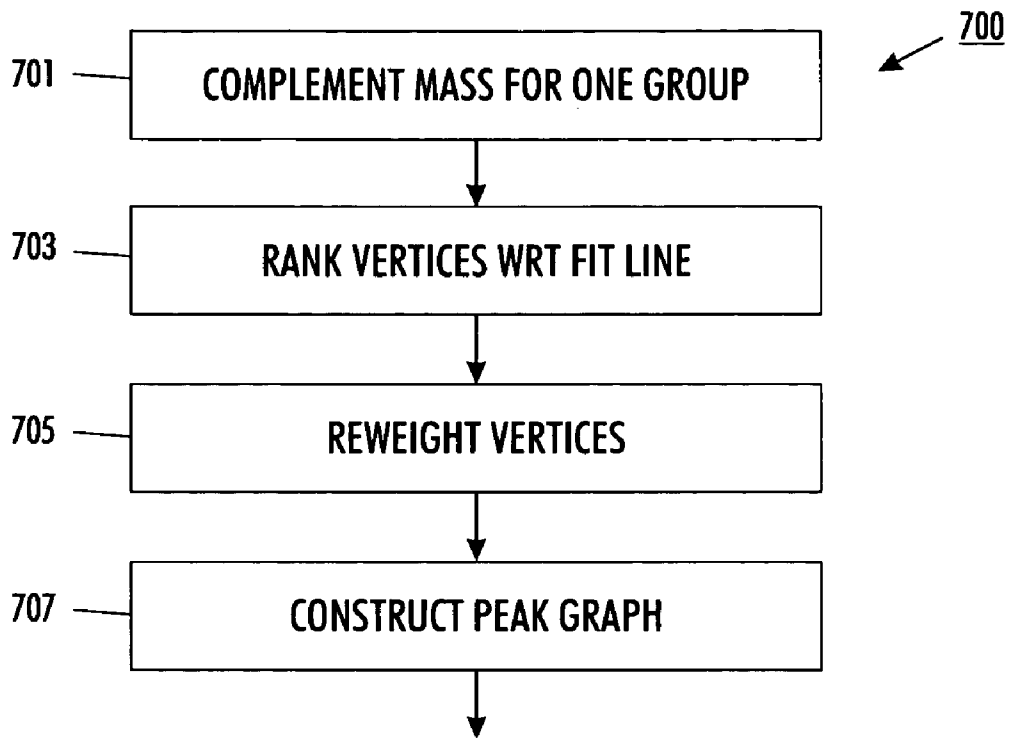 700
701
COMPLEMENT MASS FOR ONE GROUP
703
RANK VERTICES WRT FIT LINE
705
REWEIGHT VERTICES
707
CONSTRUCT PEAK GRAPH